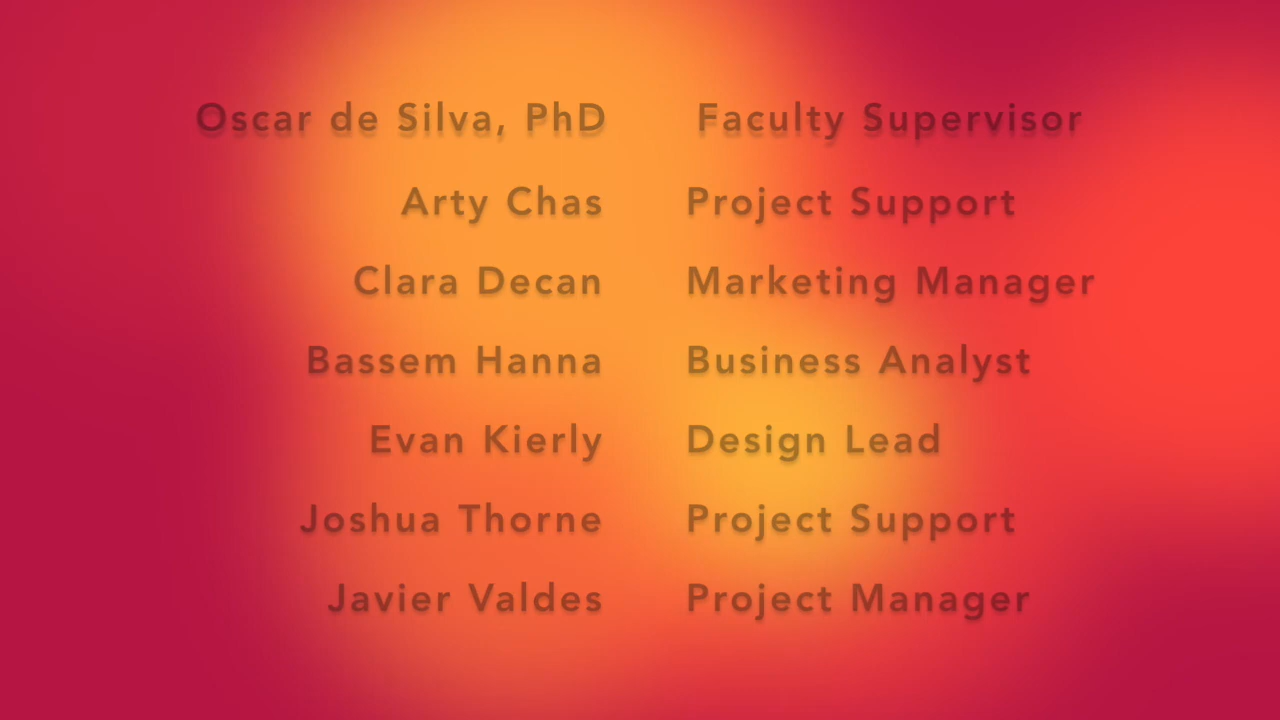 Oscar de Silva, PhD Faculty Supervisor
Arty Chas Project Support
Clara Decan Marketing Manager
Bassem Hanna Business Analyst
Evan Kierly Design Lead
Joshua Thorne Project Support
Javier Valdes Project Manager